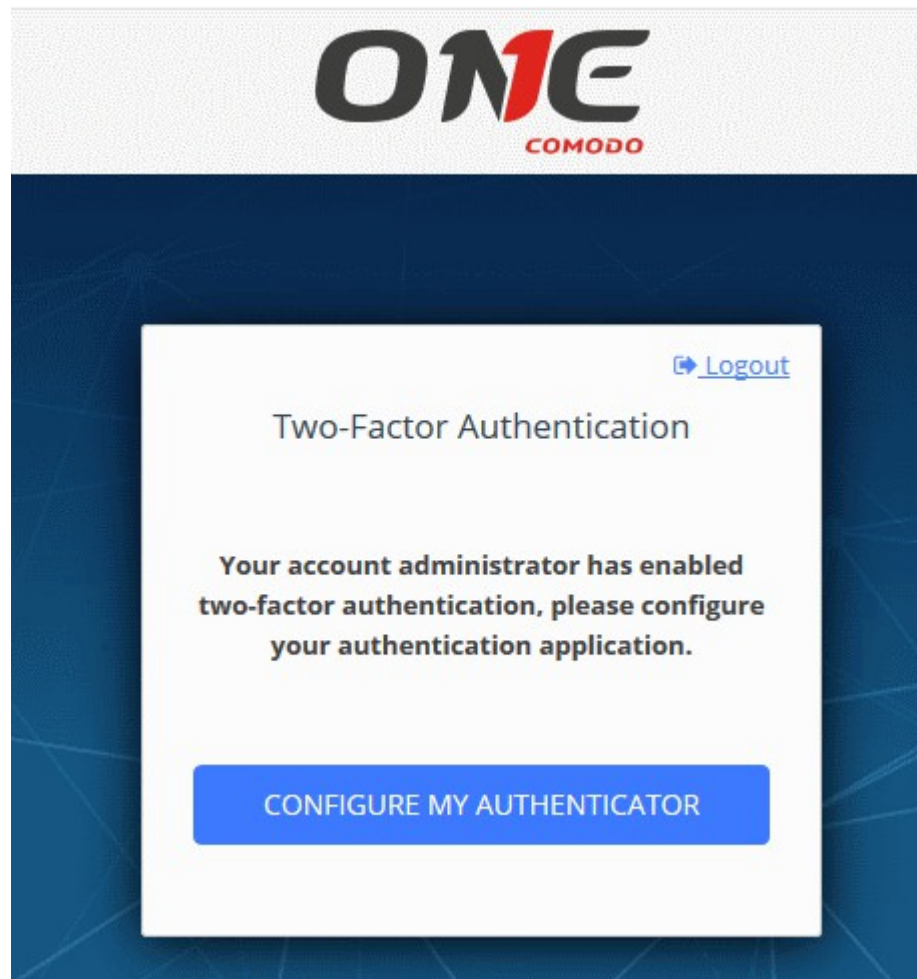 ONE
COMODO
Logout
Two-Factor Authentication
Your account administrator has enabled
two-factor authentication, please configure
your authentication application.
CONFIGURE MY AUTHENTICATOR